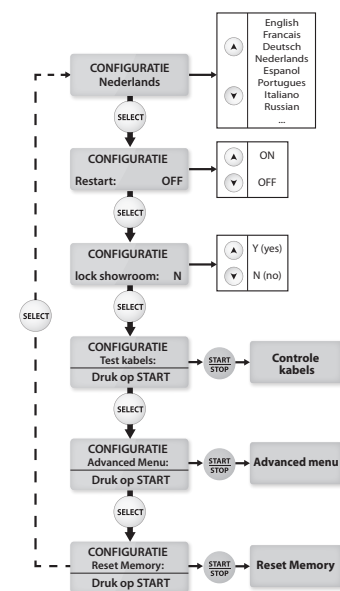 CONFIGURATIE
Nederlands
English
Francais
Deutsch
Nederlands
Espanol
Portugues
Italiano
Russian
...
SELECT
CONFIGURATIE
Restart: OFF
ON
OFF
SELECT
CONFIGURATIE
lock showroom: N
Y (yes)
N (no)
SELECT
SELECT
CONFIGURATIE
Test kabels:
Druk op START
START
STOP
Controle
kabels
SELECT
CONFIGURATIE
Advanced Menu:
Druk op START
START
STOP
Advanced menu
SELECT
CONFIGURATIE
Reset Memory:
Druk op START
START
STOP
Reset Memory